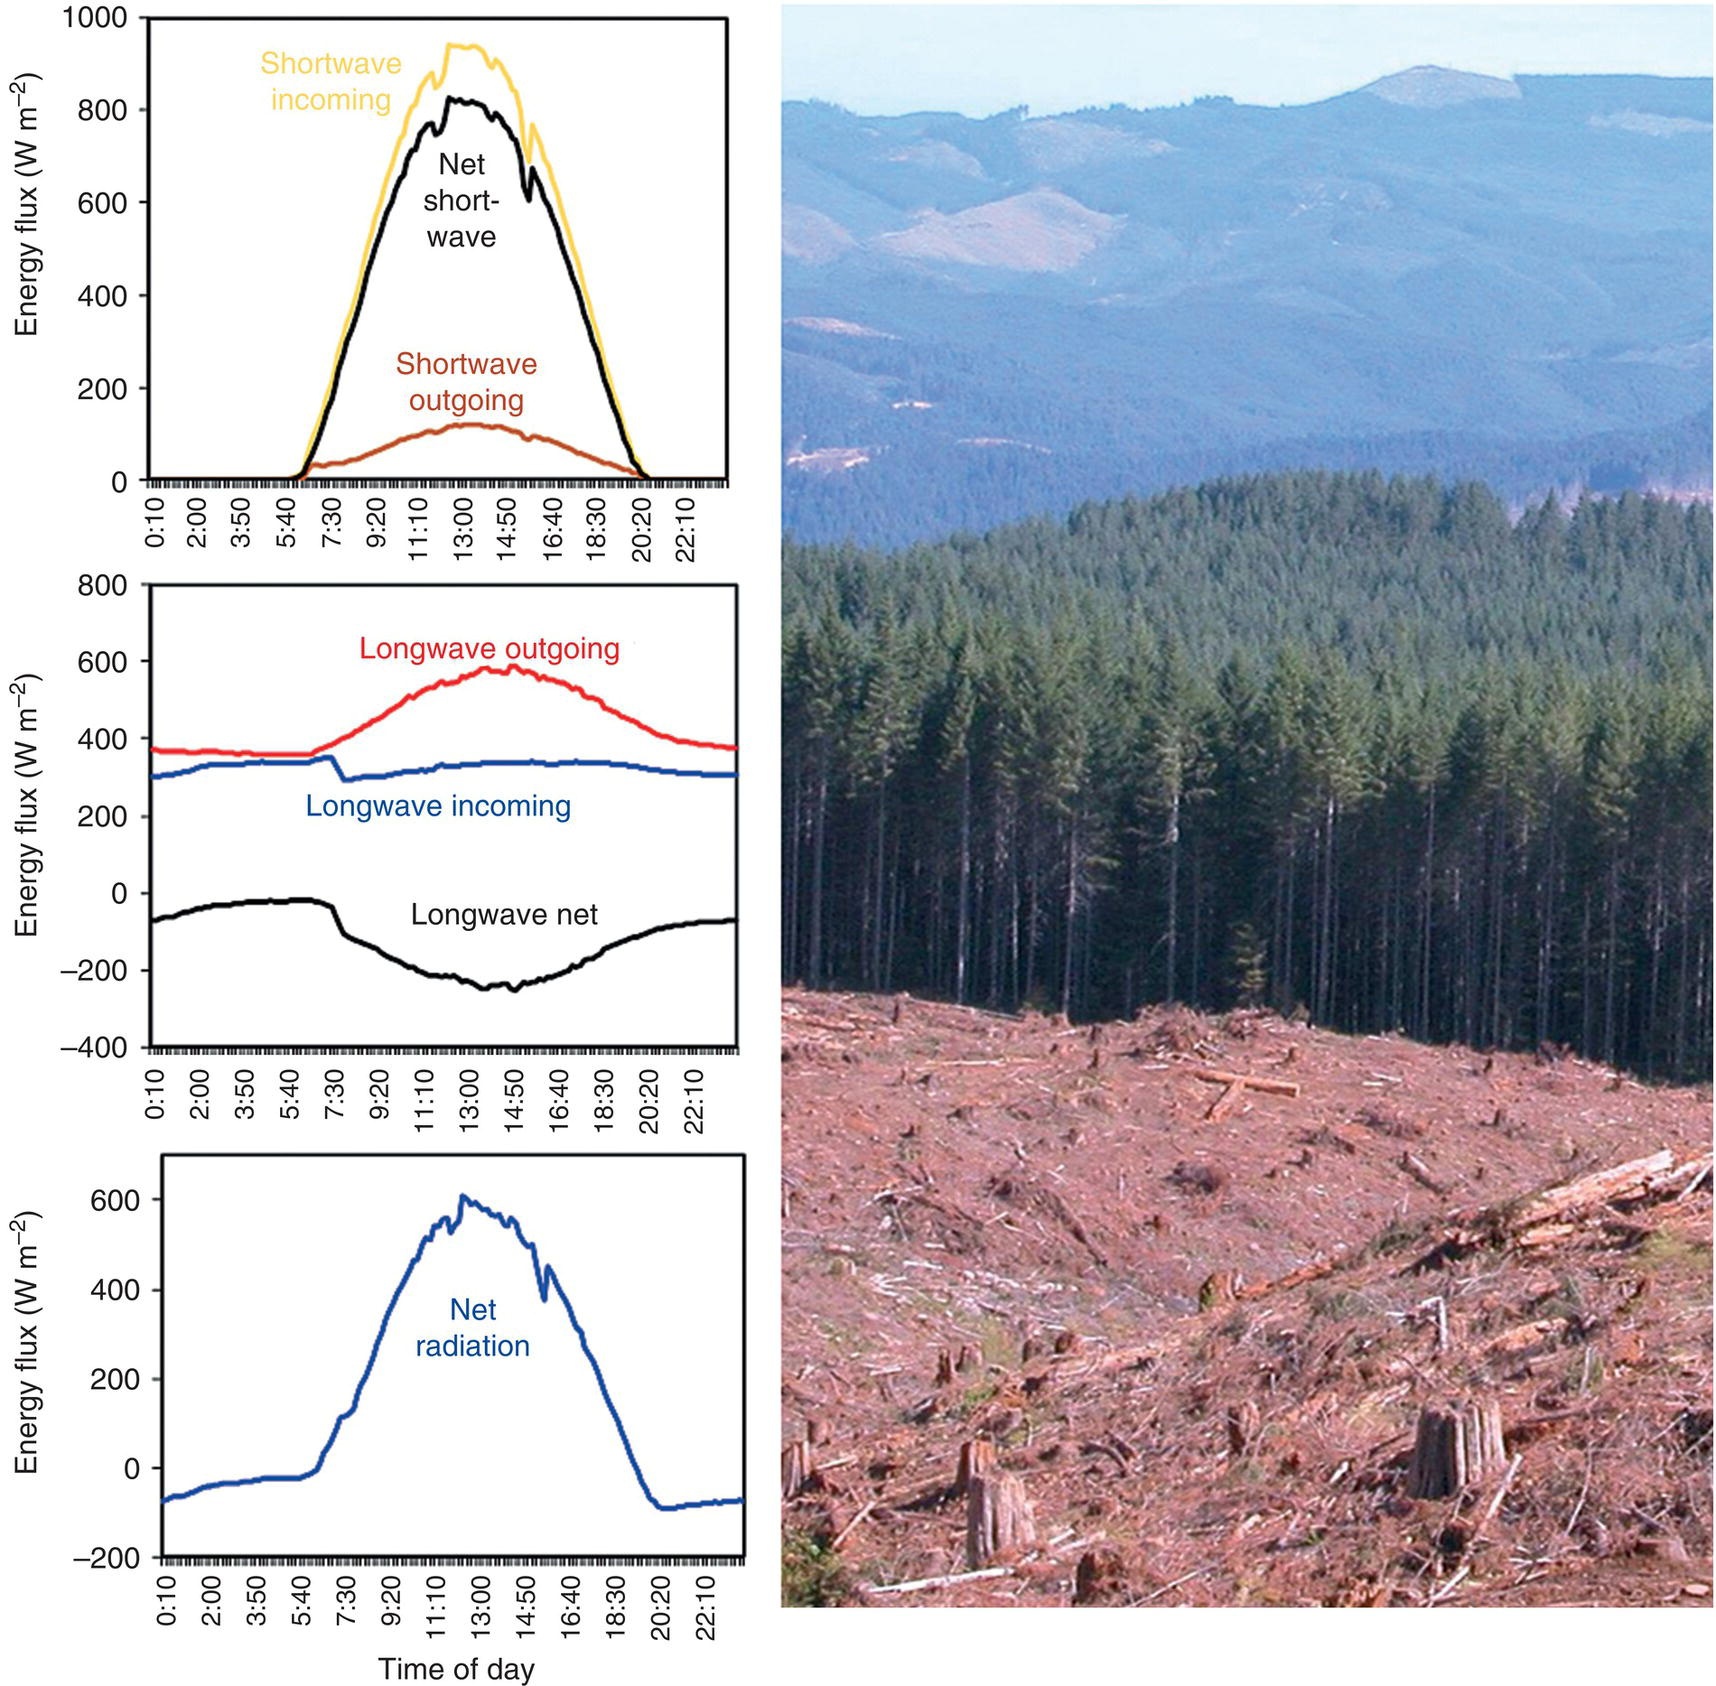 1000
800
600
400
200
0
Energy flux (W m–2)
Shortwave
incoming
Net
short-
wave
Shortwave
outgoing
0:10 2:00 3:50 5:40 7:30 9:20 11:10 13:00 14:50 16:40 18:30 20:20 22:10
800
600
400
200
0
–200
–400
Energy flux (W m–2)
Longwave outgoing
Longwave incoming
Longwave net
0:10 2:00 3:50 5:40 7:30 9:20 11:10 13:00 14:50 16:40 18:30 20:20 22:10
600
400
200
0
–200
Energy flux (W m–2)
Net
radiation
0:10 2:00 3:50 5:40 7:30 9:20 11:10 13:00 14:50 16:40 18:30 20:20 22:10
Time of day